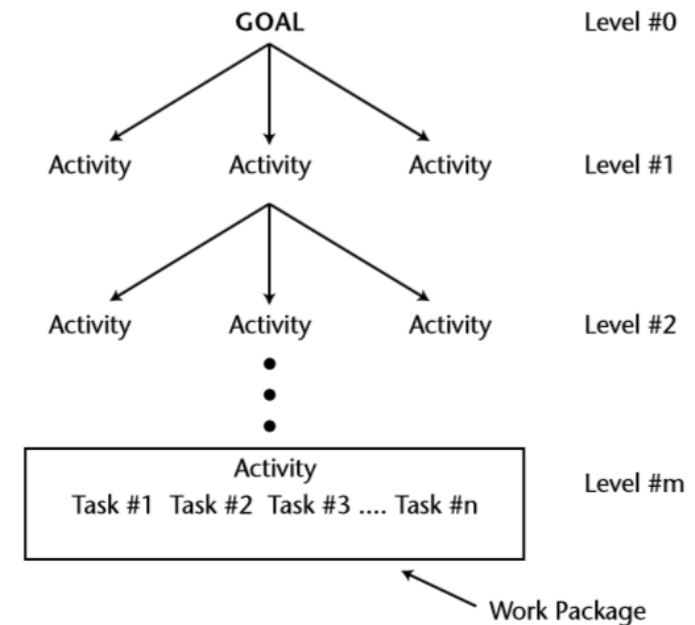 GOAL Level #0
Activity Activity Activity Level #1
Activity Activity Activity Level #2
Activity
Level #m
Task #1 Task #2 Task #3 .... Task #n
Work Package